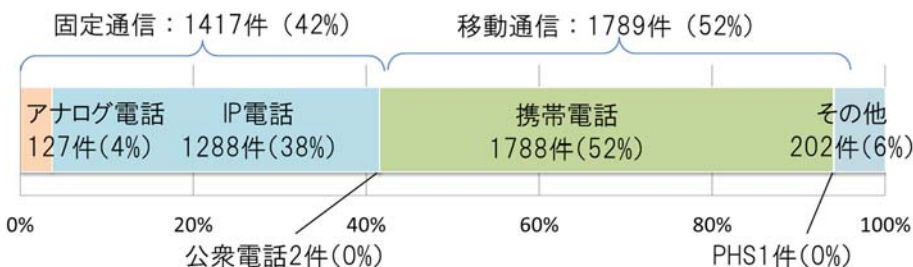 固定通信：1417件（42%） 移動通信：1789件（52%）
アナログ電話 IP電話 携帯電話 その他
127件(4%) 1288件(38%) 1788件(52%) 202件(6%)
0% 20% 40% 60% 80% 100%
公衆電話2件(0%) PHS1件(0%)